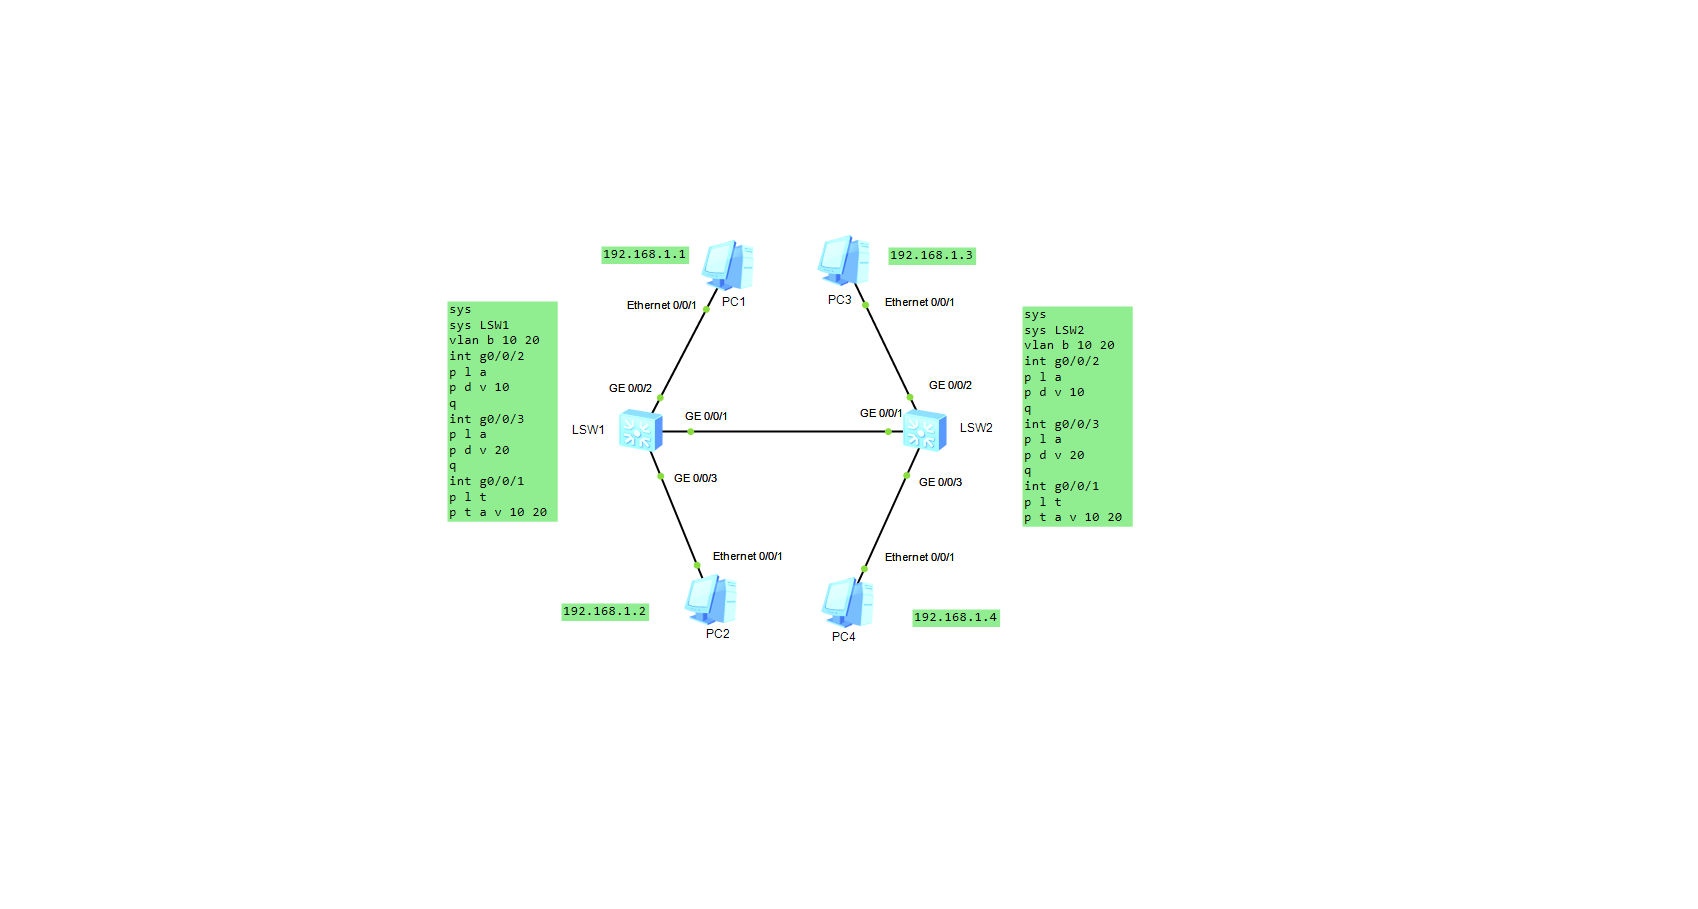 192.168.1.1
PC1
PC3
192.168.1.3
Ethernet 0/0/1
Ethernet 0/0/1
sys
sys LSW1
vlan b 10 20
int g0/0/2
p l a
p d v 10
q
int g0/0/3
p l a
p d v 20
q
int g0/0/1
p l t
p t a v 10 20
GE 0/0/2
LSW1
GE 0/0/1
GE 0/0/3
GE 0/0/2
GE 0/0/1
LSW2
GE 0/0/3
sys
sys LSW2
vlan b 10 20
int g0/0/2
p l a
p d v 10
q
int g0/0/3
p l a
p d v 20
q
int g0/0/1
p l t
p t a v 10 20
Ethernet 0/0/1
Ethernet 0/0/1
192.168.1.2
PC2
PC4
192.168.1.4